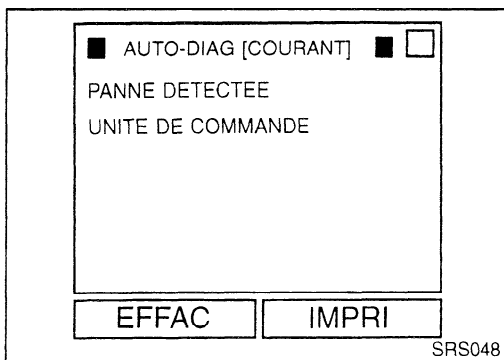 AUTO-DIAG [COURANT]
PANNE DETECTEE
UNITE DE COMMANDE
EFFAC IMPRI
SRS048